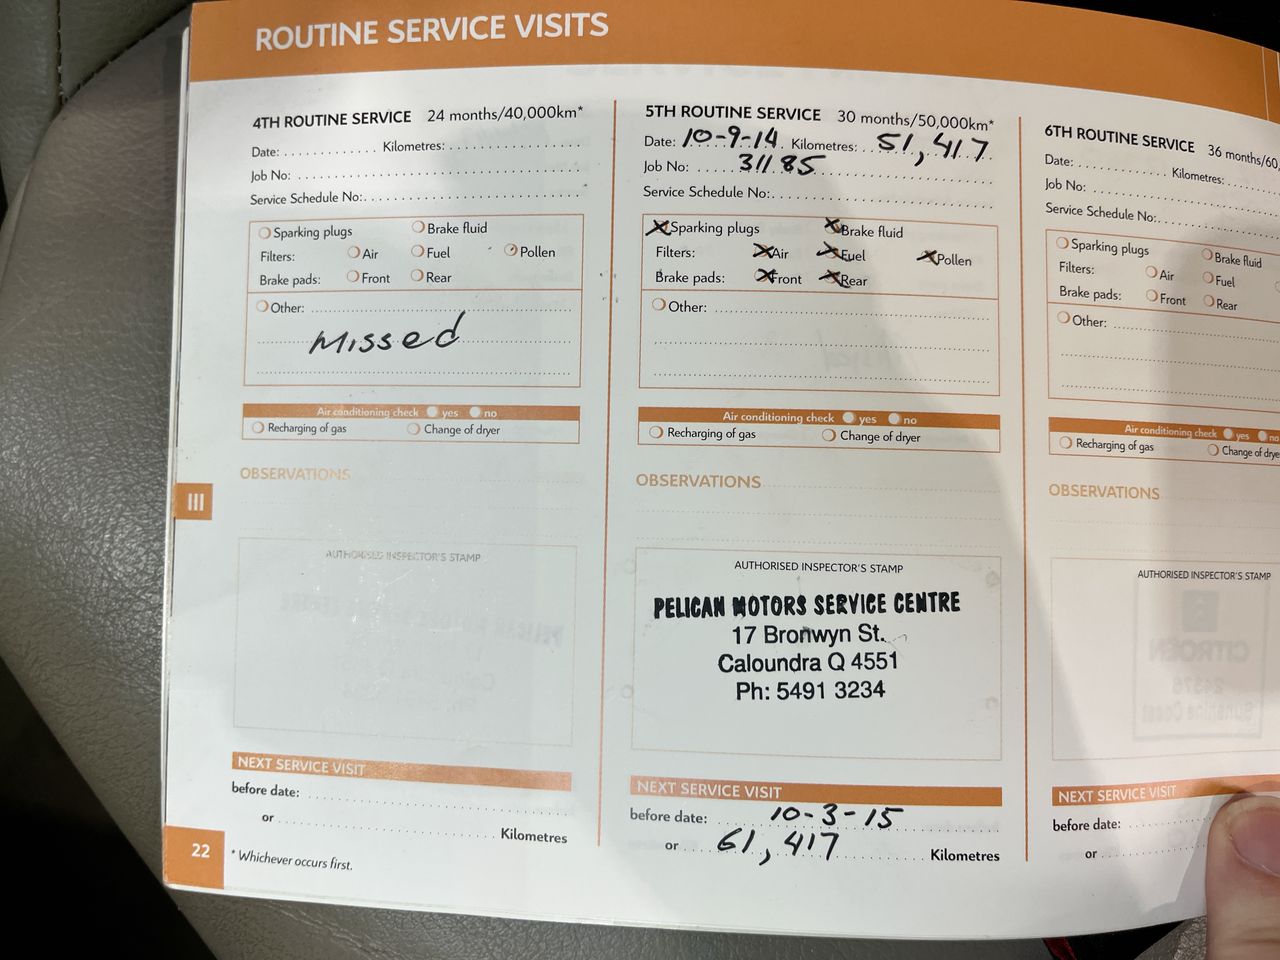 ROUTINE SERVICE VISITS
4TH ROUTINE SERVICE 24 months/40,000km*
Date: Kilometres:
Job No:
Service Schedule No:
Sparking plugs Brake fluid
Filters: Air Fuel Pollen
Brake pads: Front Rear
Other:
Missed
Air conditioning check yes no
Recharging of gas Change of dryer
OBSERVATIONS
AUTHORISED INSPECTOR'S STAMP
NEXT SERVICE VISIT
before date:
or Kilometres
22
* Whichever occurs first.
III
5TH ROUTINE SERVICE 30 months/50,000km*
Date: 10-9-14 Kilometres: 51,417
Job No: 31185
Service Schedule No:
Sparking plugs Brake fluid
Filters: Air Fuel Pollen
Brake pads: Front Rear
Other:
Air conditioning check yes no
Recharging of gas Change of dryer
OBSERVATIONS
AUTHORISED INSPECTOR'S STAMP
PELICAN MOTORS SERVICE CENTRE
17 Bronwyn St.
Caloundra Q 4551
Ph: 5491 3234
NEXT SERVICE VISIT
before date: 10-3-15
or 61,417 Kilometres
6TH ROUTINE SERVICE 36 months/60,
Date: Kilometres:
Job No:
Service Schedule No:
Sparking plugs Brake fluid
Filters: Air Fuel
Brake pads: Front Rear
Other:
Air conditioning check yes no
Recharging of gas Change of drye
OBSERVATIONS
AUTHORISED INSPECTOR'S STAMP
NEXT SERVICE VISIT
before date:
or